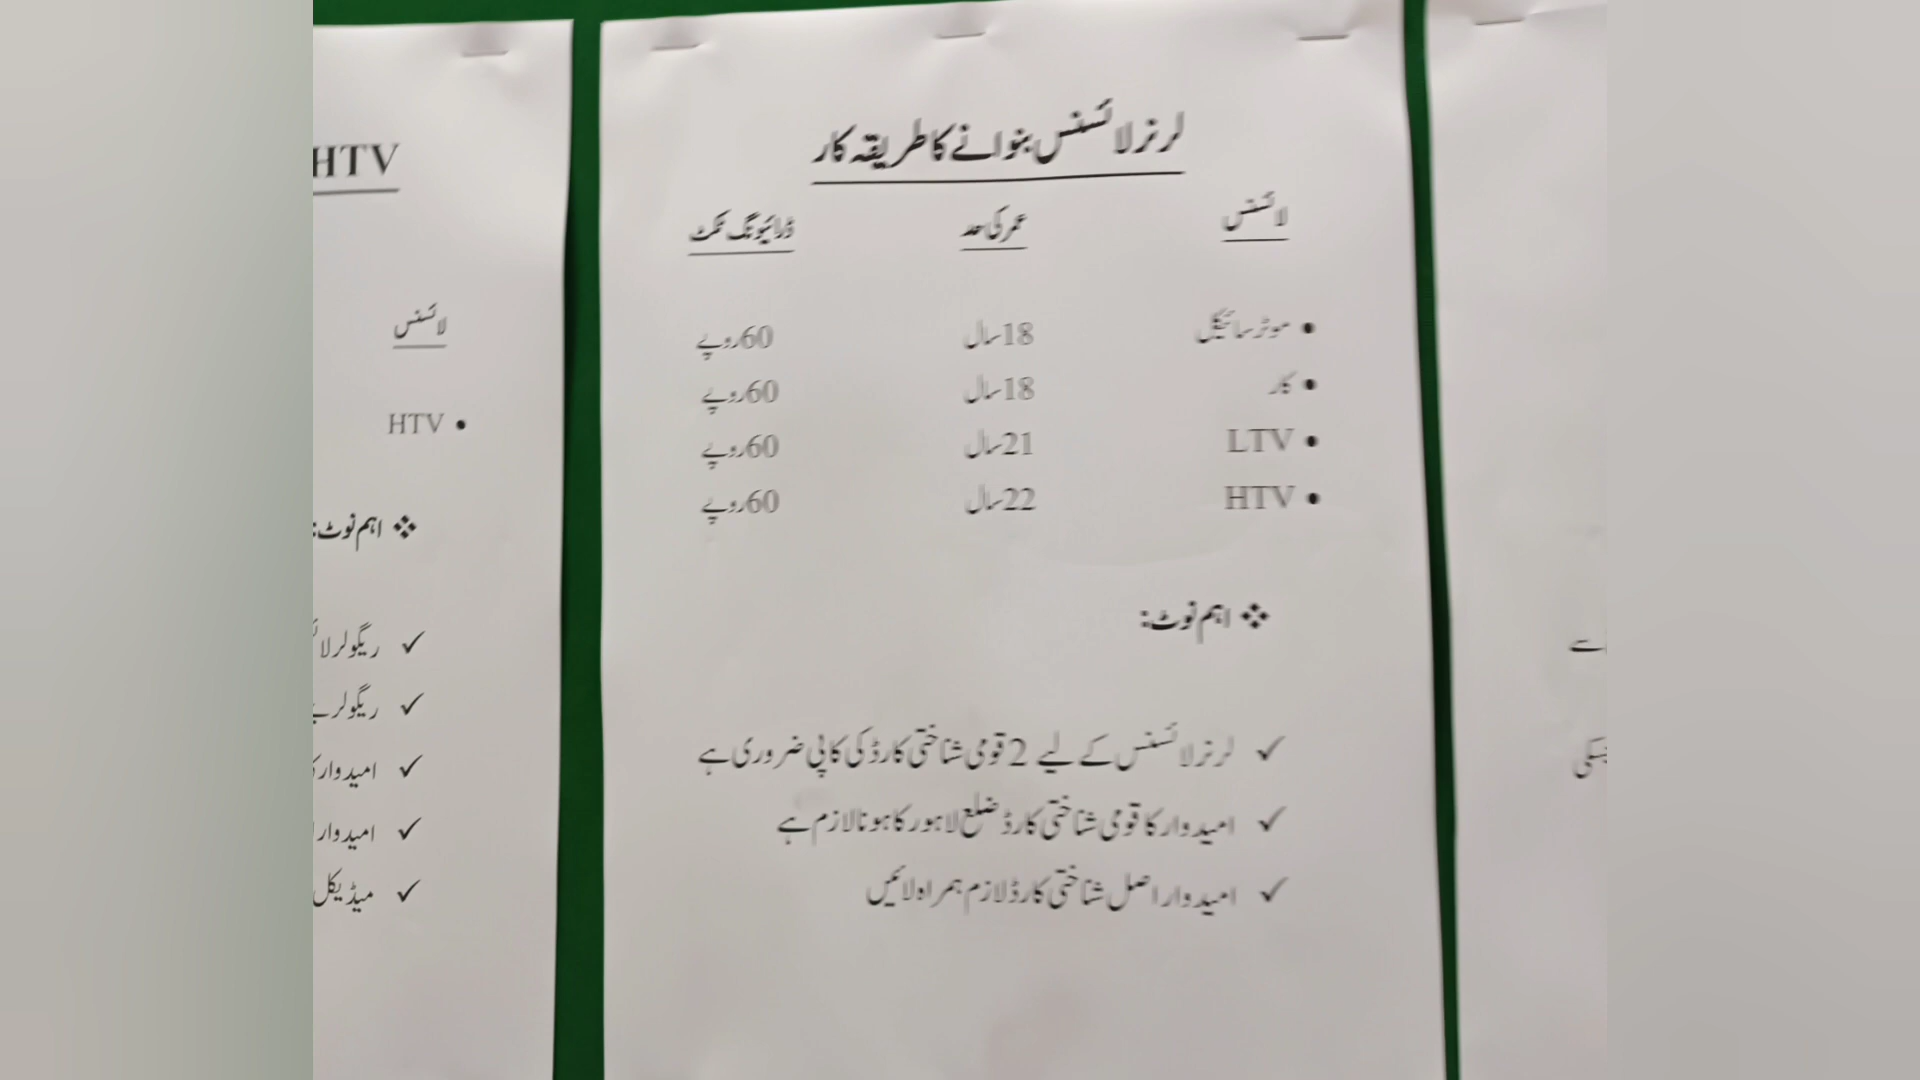 لرنر لائسنس بنوانے کا طریقہ کار
لائسنس عمر کی حد ڈرائیونگ ٹکٹ
• موٹر سائیکل 18 سال 60 روپے
• کار 18 سال 60 روپے
• LTV 21 سال 60 روپے
• HTV 22 سال 60 روپے
❖ اہم نوٹ:
✓ لرنر لائسنس کے لیے 2 قومی شناختی کارڈ کی کاپی ضروری ہے
✓ امیدوار کا قومی شناختی کارڈ ضلع لاہور کا ہونا لازم ہے
✓ امیدوار اصل شناختی کارڈ لازم ہمراہ لائیں
HTV
لائسنس
• HTV
❖ اہم نوٹ:
✓ ریگولر
✓ ریگولر
✓ امیدوار
✓ امیدوار
✓ میڈیکل